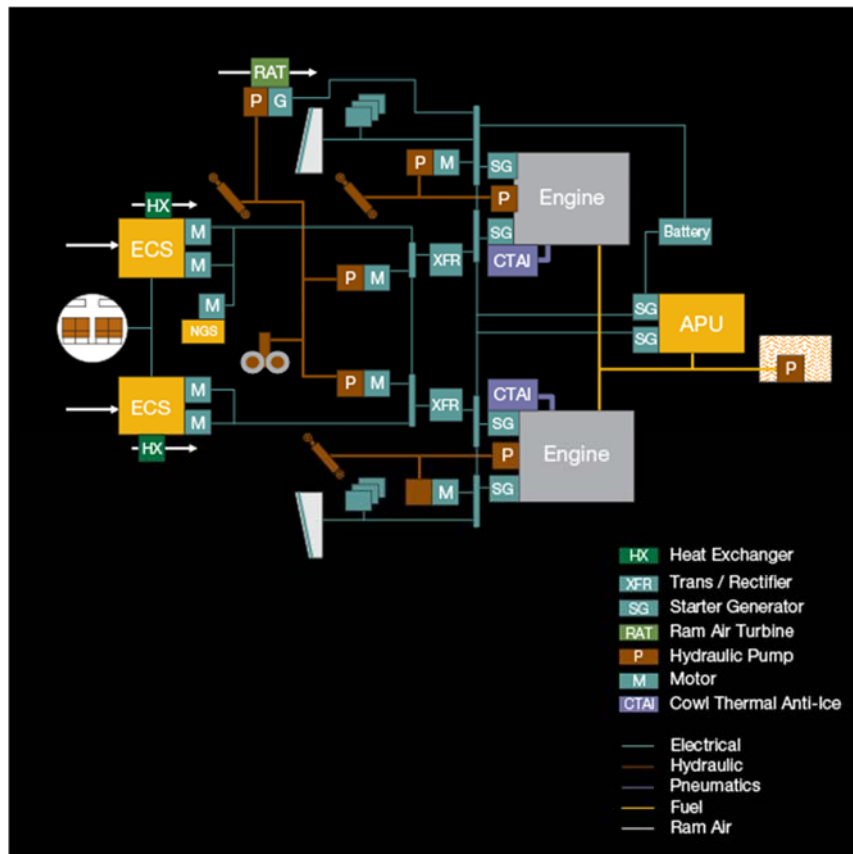 RAT
P G
P M
SG
Engine
P
HX
M
ECS
SG
Battery
M
XFR
CTAI
P M
M
SG
APU
NGS
SG
P
P M
CTAI
M
XFR
ECS
SG
M
Engine
P
HX
M
SG
HX Heat Exchanger
XFR Trans / Rectifier
SG Starter Generator
RAT Ram Air Turbine
P Hydraulic Pump
M Motor
CTAI Cowl Thermal Anti-Ice
Electrical
Hydraulic
Pneumatics
Fuel
Ram Air